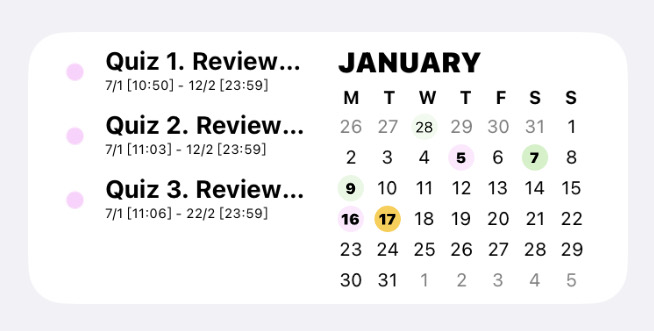 Quiz 1. Review...
7/1 [10:50] - 12/2 [23:59]
Quiz 2. Review...
7/1 [11:03] - 12/2 [23:59]
Quiz 3. Review...
7/1 [11:06] - 22/2 [23:59]
JANUARY
M T W T F S S
26 27 28 29 30 31 1
2 3 4 5 6 7 8
9 10 11 12 13 14 15
16 17 18 19 20 21 22
23 24 25 26 27 28 29
30 31 1 2 3 4 5